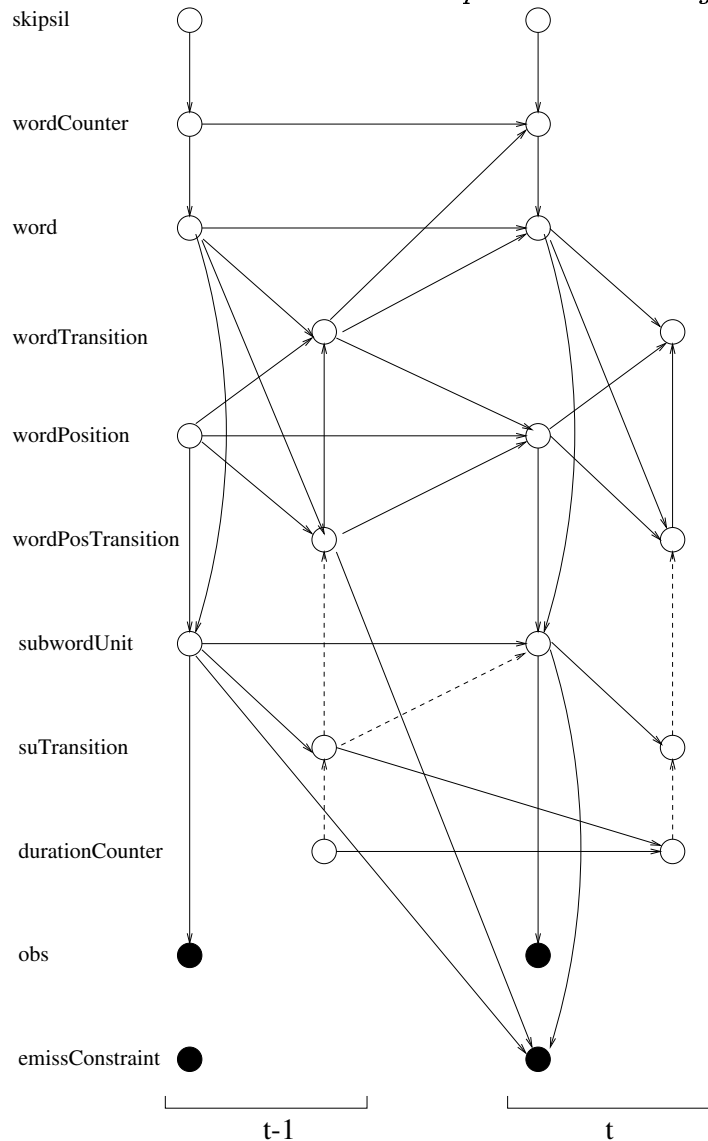 skipsil
wordCounter
word
wordTransition
wordPosition
wordPosTransition
subwordUnit
suTransition
durationCounter
obs
emissConstraint
t-1
t